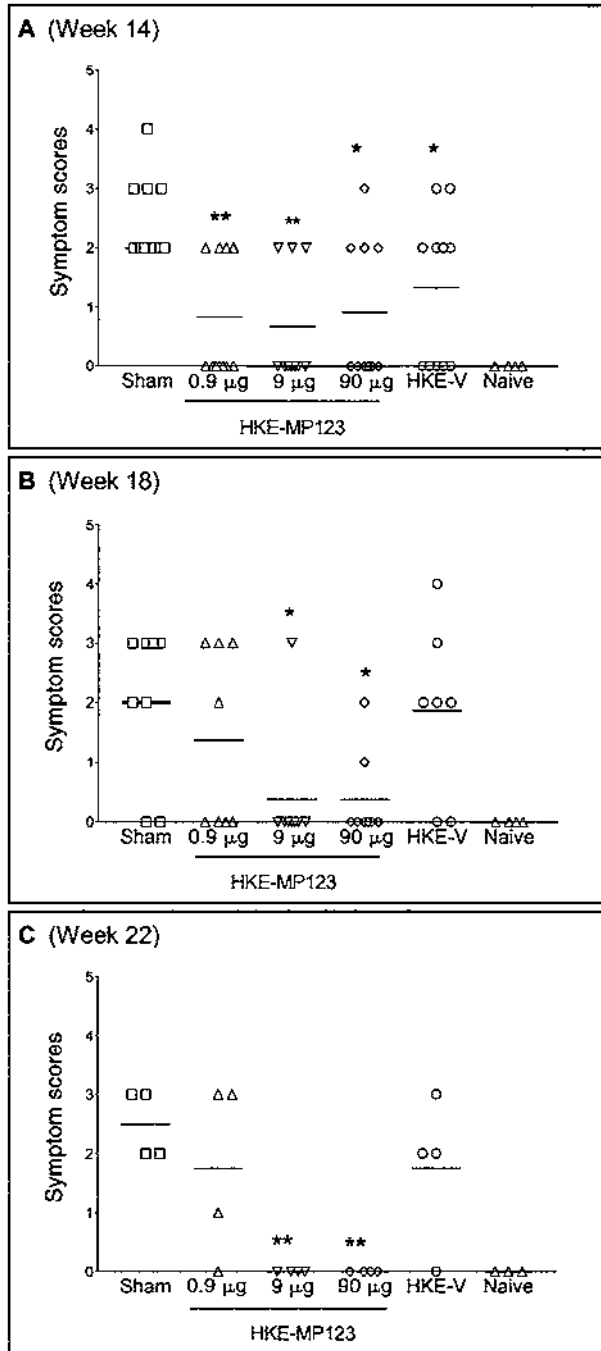 A (Week 14)
5
4
3
2
1
0
Symptom scores
**
**
*
*
Sham 0.9 μg 9 μg 90 μg HKE-V Naive
HKE-MP123
B (Week 18)
5
4
3
2
1
0
Symptom scores
*
*
Sham 0.9 μg 9 μg 90 μg HKE-V Naive
HKE-MP123
C (Week 22)
5
4
3
2
1
0
Symptom scores
**
**
Sham 0.9 μg 9 μg 90 μg HKE-V Naive
HKE-MP123